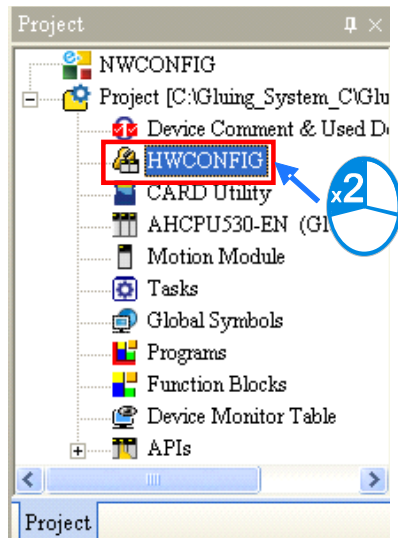 Project
NWCONFIG
Project [C:\Gluing_System_C\Glu
Device Comment & Used D
HWCONFIG
x2
CARD Utility
AHCPU530-EN (Gl
Motion Module
Tasks
Global Symbols
Programs
Function Blocks
Device Monitor Table
APIs
Project